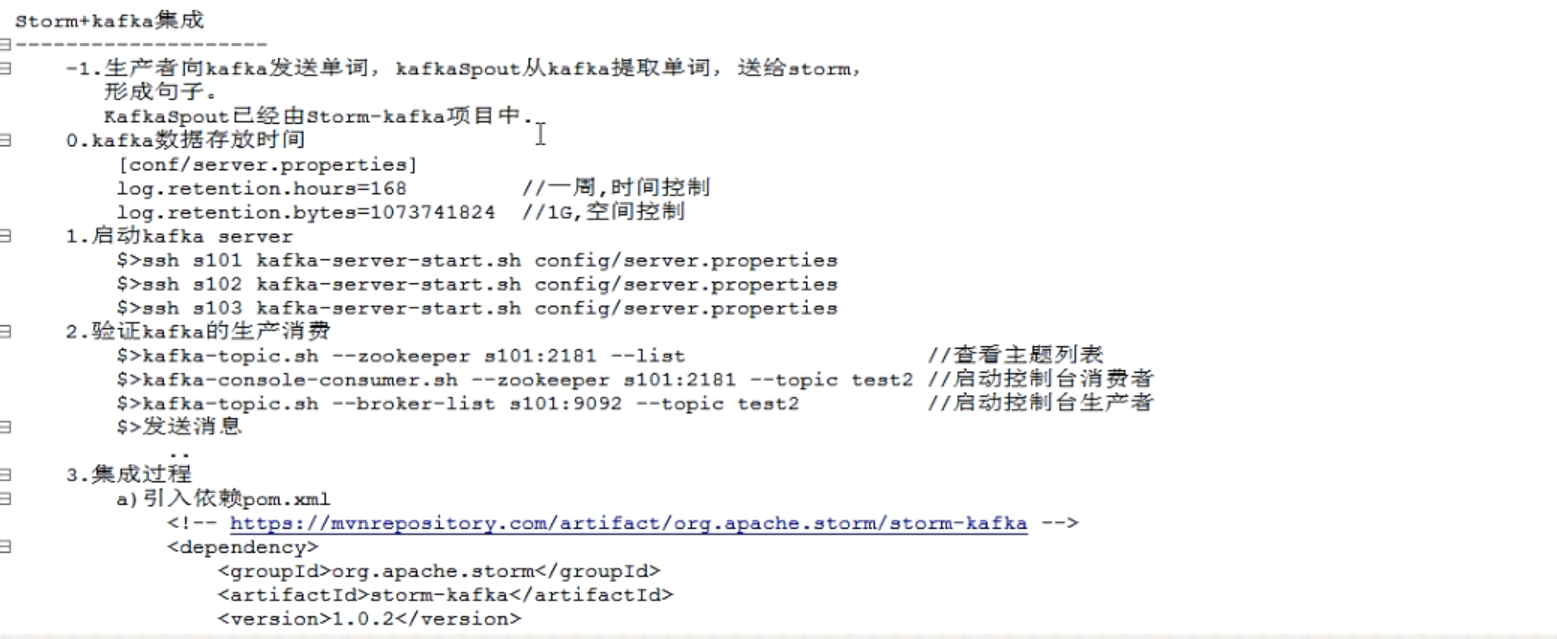 Storm+kafka集成
--------------------
-1.生产者向kafka发送单词，kafkaSpout从kafka提取单词，送给storm，
形成句子。
KafkaSpout已经由Storm-kafka项目中.
0.kafka数据存放时间
[conf/server.properties]
log.retention.hours=168 //一周,时间控制
log.retention.bytes=1073741824 //1G,空间控制
1.启动kafka server
$>ssh s101 kafka-server-start.sh config/server.properties
$>ssh s102 kafka-server-start.sh config/server.properties
$>ssh s103 kafka-server-start.sh config/server.properties
2.验证kafka的生产消费
$>kafka-topic.sh --zookeeper s101:2181 --list //查看主题列表
$>kafka-console-consumer.sh --zookeeper s101:2181 --topic test2 //启动控制台消费者
$>kafka-topic.sh --broker-list s101:9092 --topic test2 //启动控制台生产者
$>发送消息
..
3.集成过程
a)引入依赖pom.xml
<!-- https://mvnrepository.com/artifact/org.apache.storm/storm-kafka -->
<dependency>
<groupId>org.apache.storm</groupId>
<artifactId>storm-kafka</artifactId>
<version>1.0.2</version>